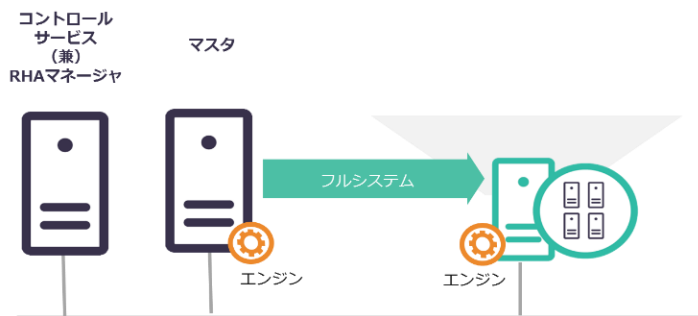 コントロール
サービス
（兼）
RHAマネージャ
マスタ
フルシステム
エンジン
エンジン